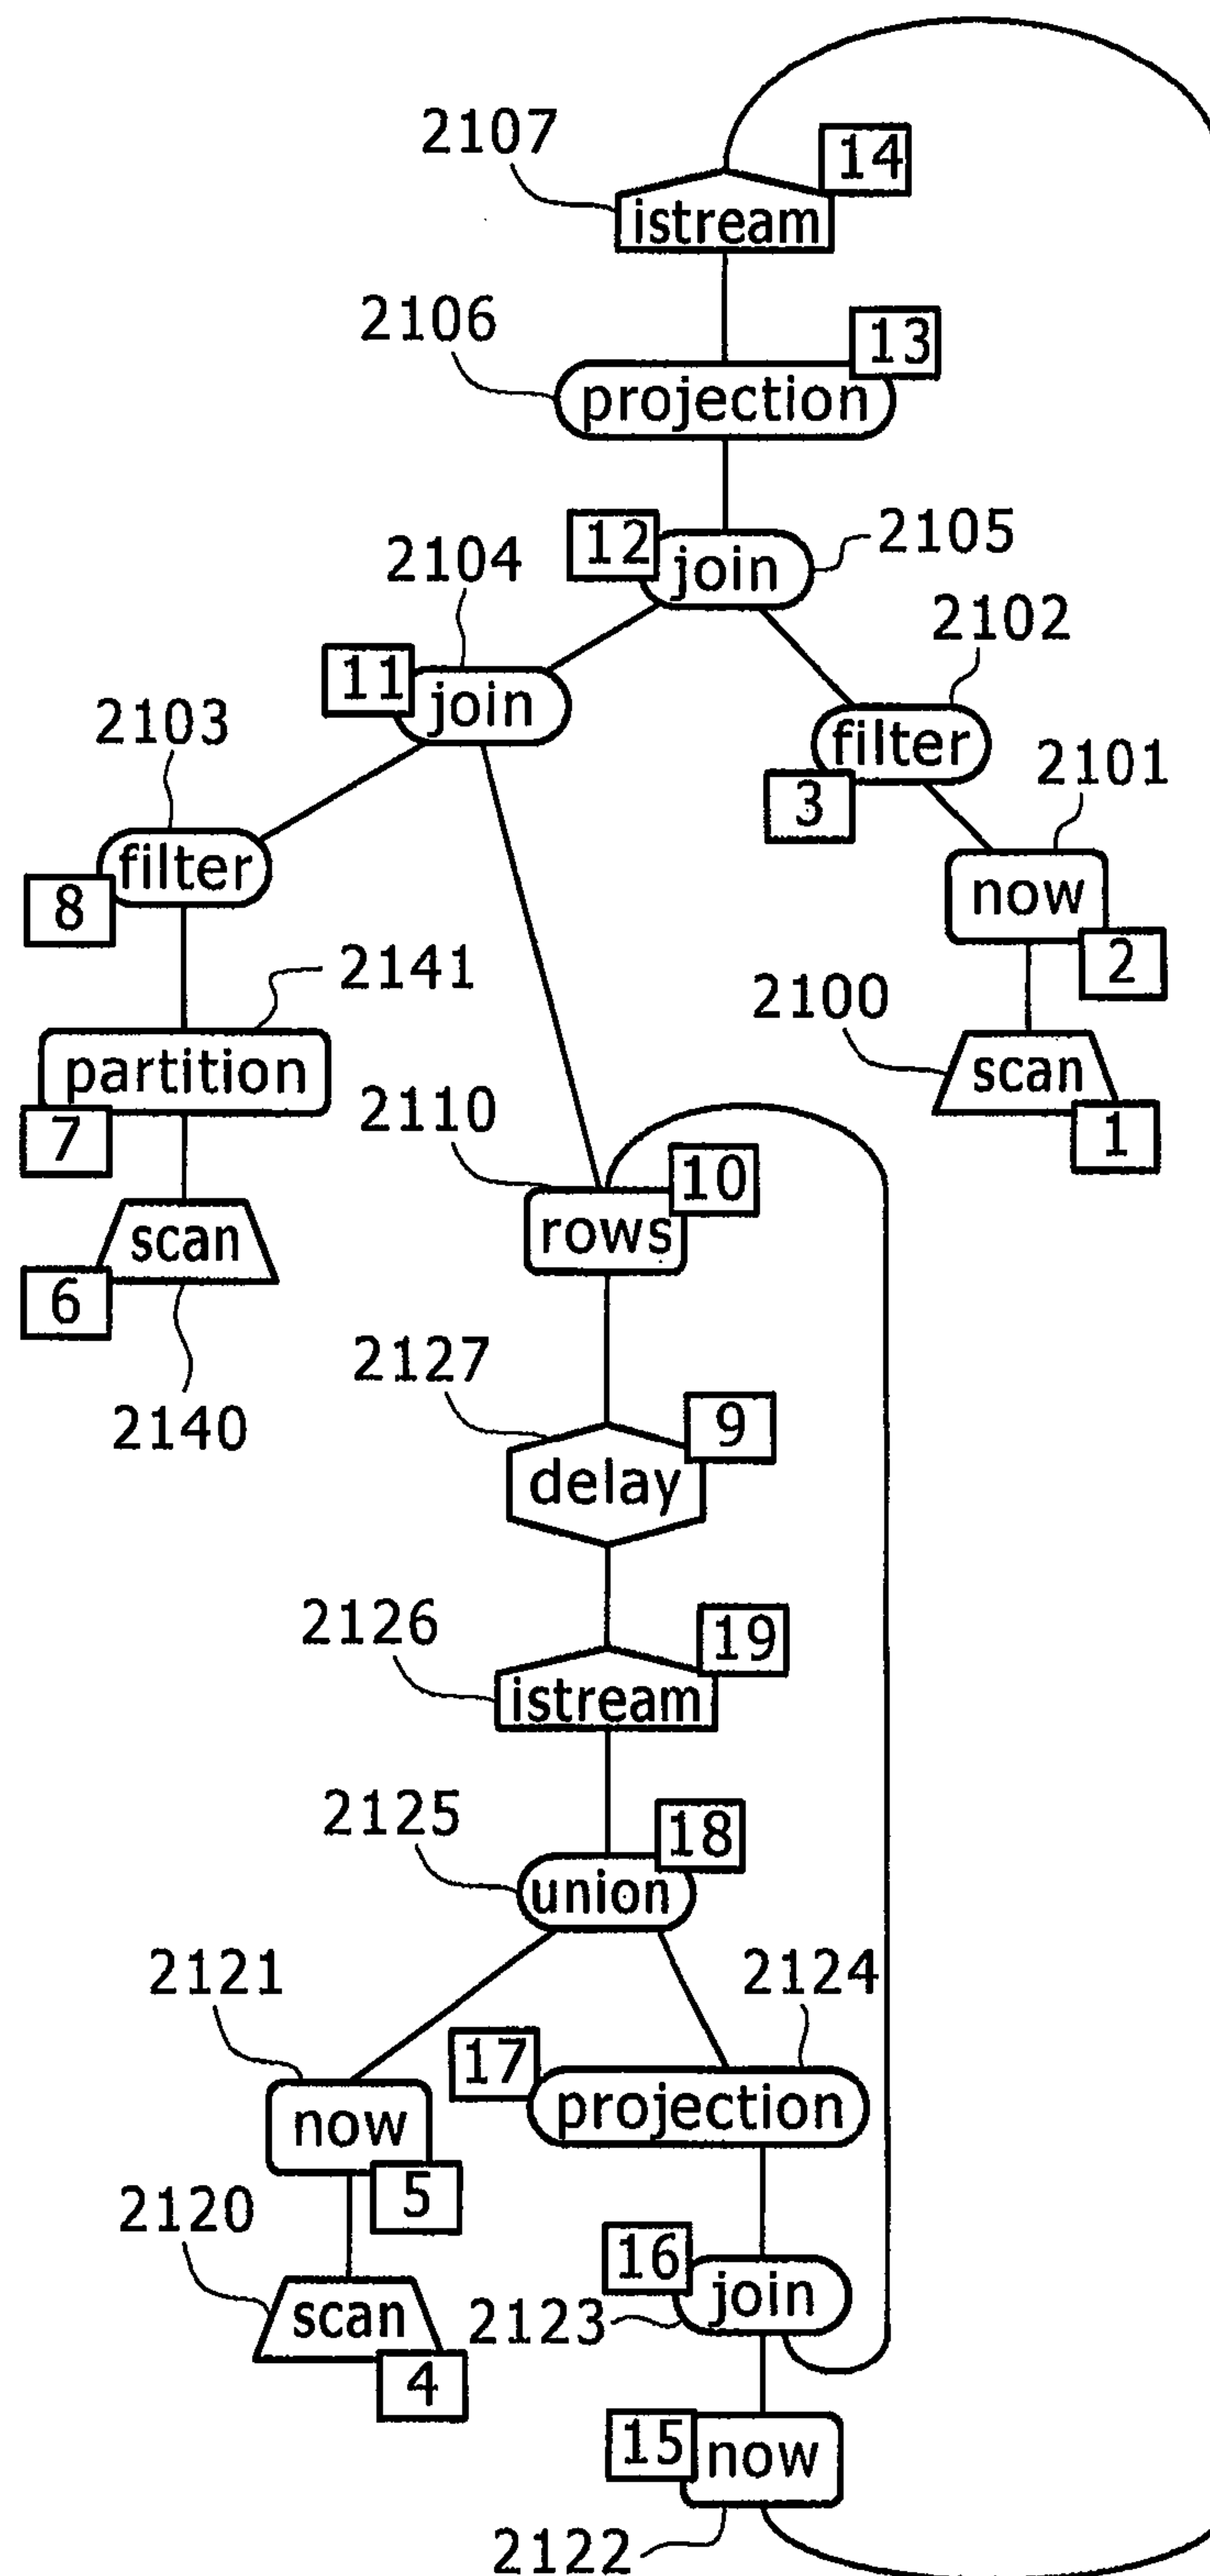 2107
14
istream
2106
13
projection
12
join
2105
2104
2102
11
join
2103
filter
2101
3
filter
8
now
2141
2
2100
partition
scan
7
2110
1
10
scan
rows
6
2127
9
2140
delay
2126
19
istream
2125
18
union
2121
2124
17
projection
now
5
2120
16
join
scan
2123
4
15
now
2122